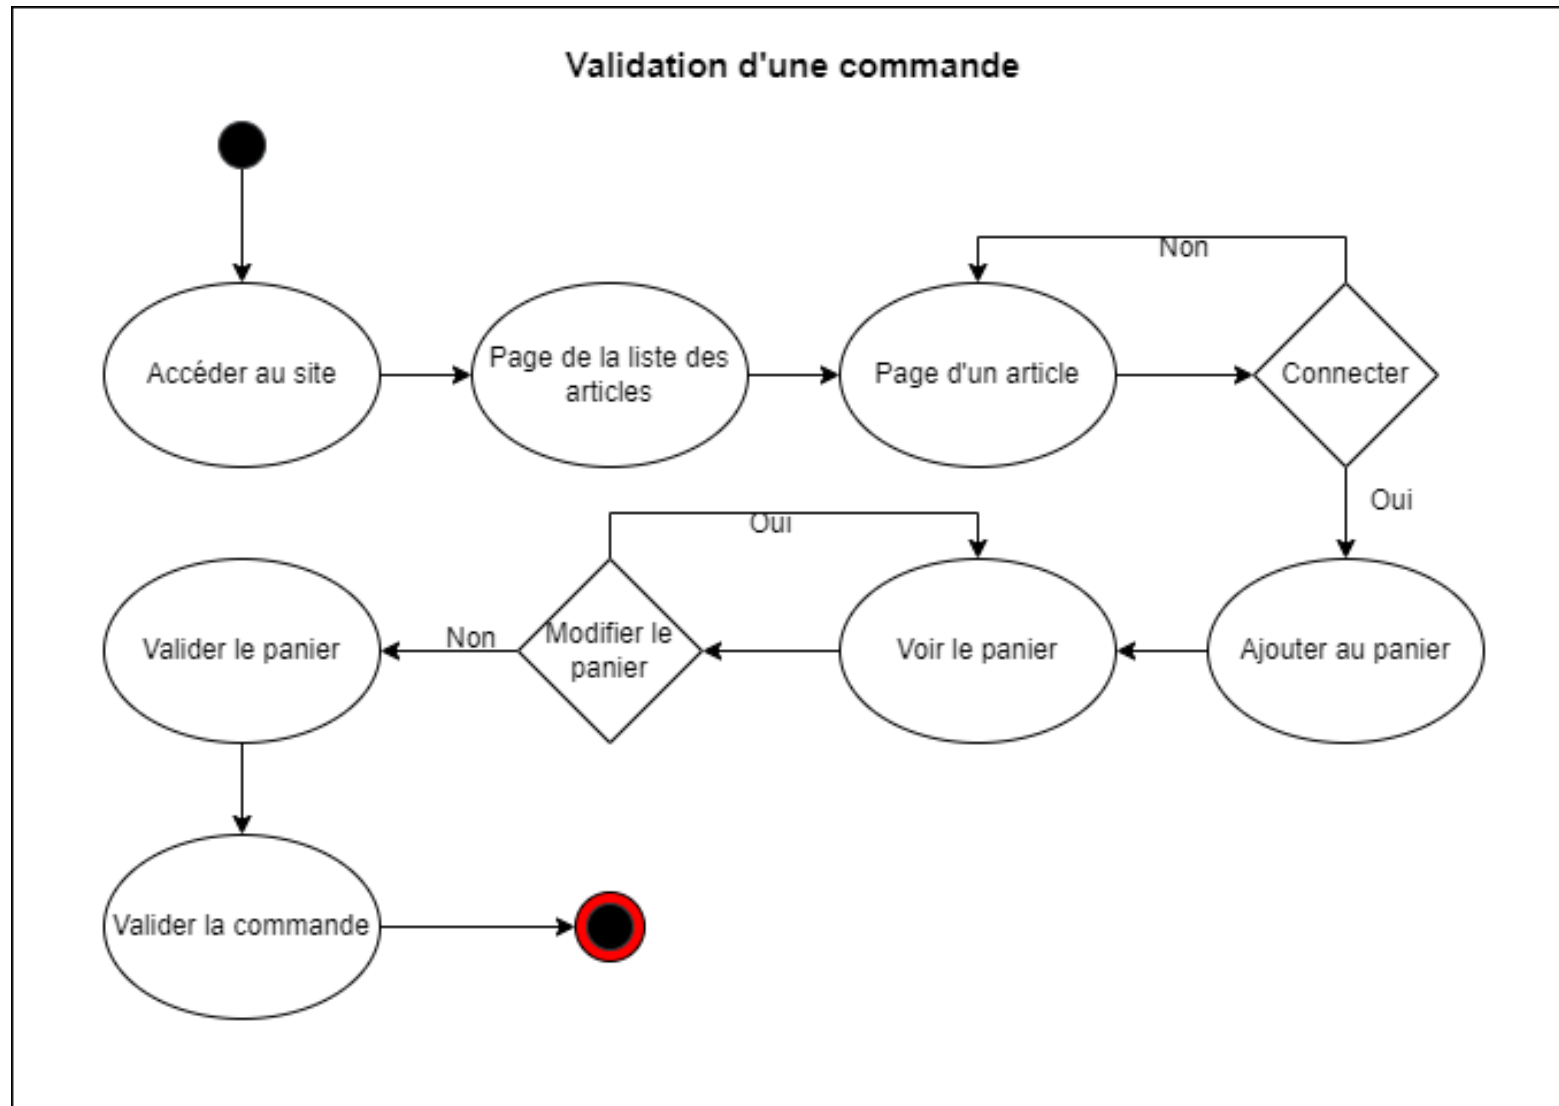 Validation d'une commande
Non
Accéder au site
Page de la liste des
articles
Page d'un article
Connecter
Oui
Oui
Valider le panier
Non
Modifier le
panier
Voir le panier
Ajouter au panier
Valider la commande